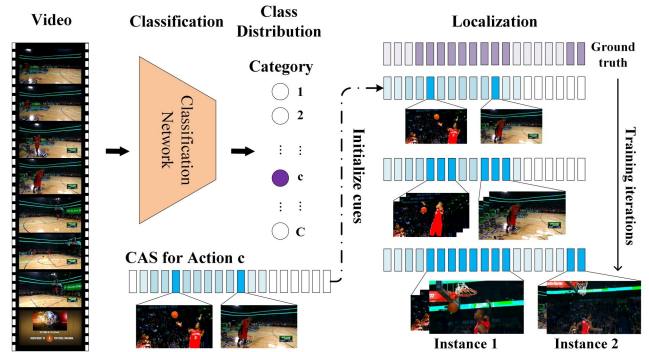 Video
Classification
Class
Distribution
Localization
Category
1
2
c
C
Classification
Network
Ground
truth
Initialize cues
Training iterations
CAS for Action c
Instance 1
Instance 2